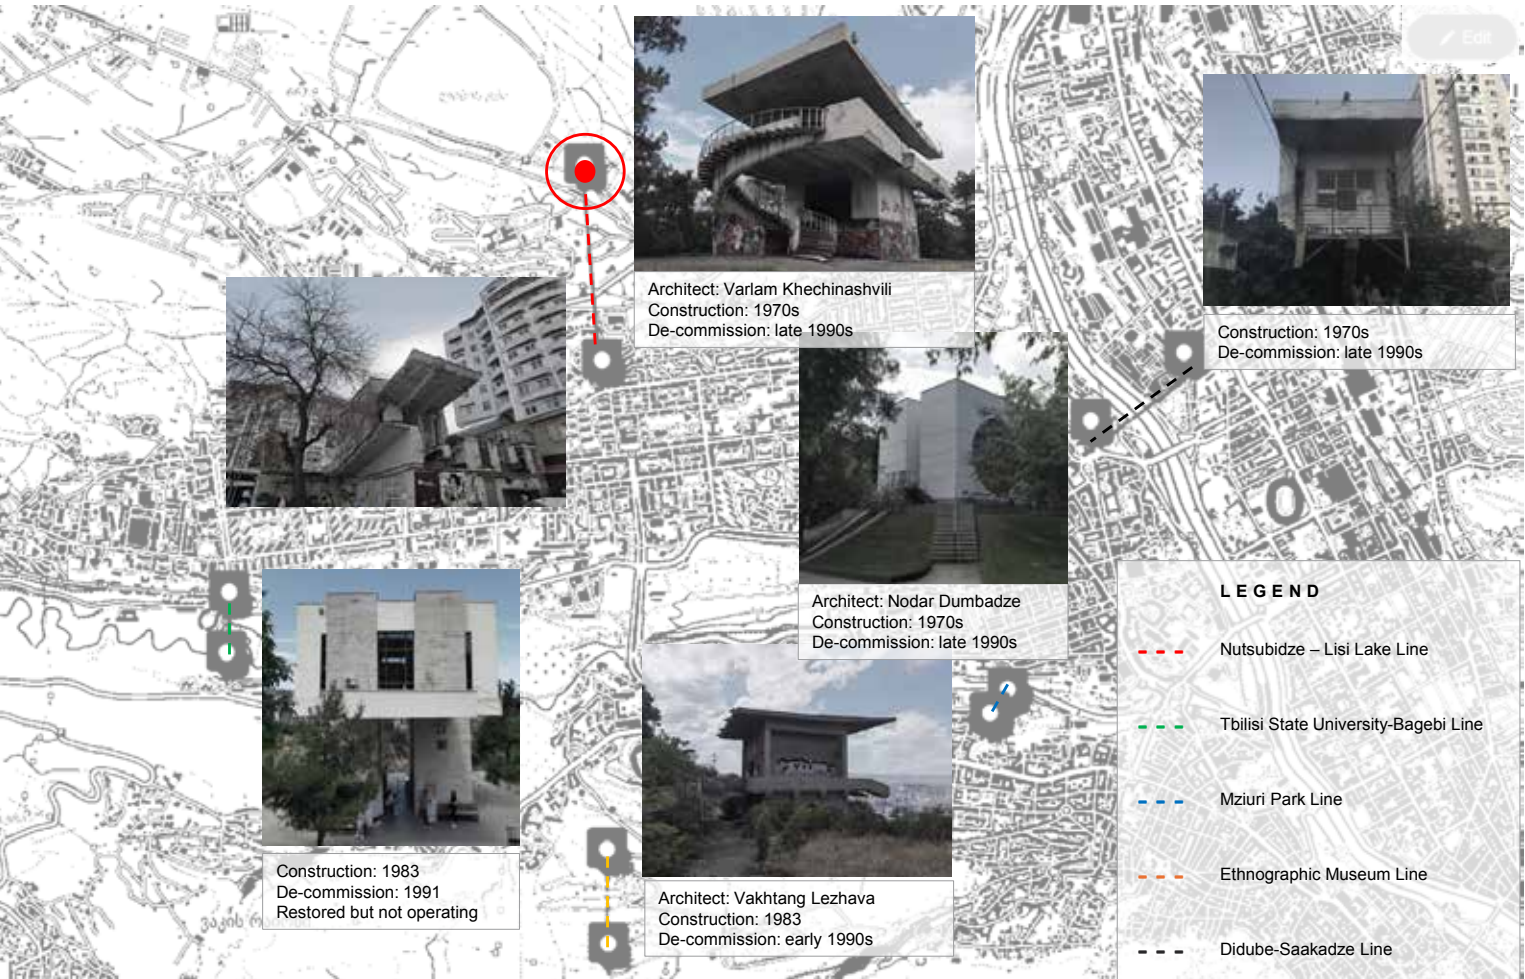 Edit
Architect: Varlam Khechinashvili
Construction: 1970s
De-commission: late 1990s
Construction: 1970s
De-commission: late 1990s
Architect: Nodar Dumbadze
Construction: 1970s
De-commission: late 1990s
Construction: 1983
De-commission: 1991
Restored but not operating
Architect: Vakhtang Lezhava
Construction: 1983
De-commission: early 1990s
LEGEND
Nutsubidze – Lisi Lake Line
Tbilisi State University-Bagebi Line
Mziuri Park Line
Ethnographic Museum Line
Didube-Saakadze Line